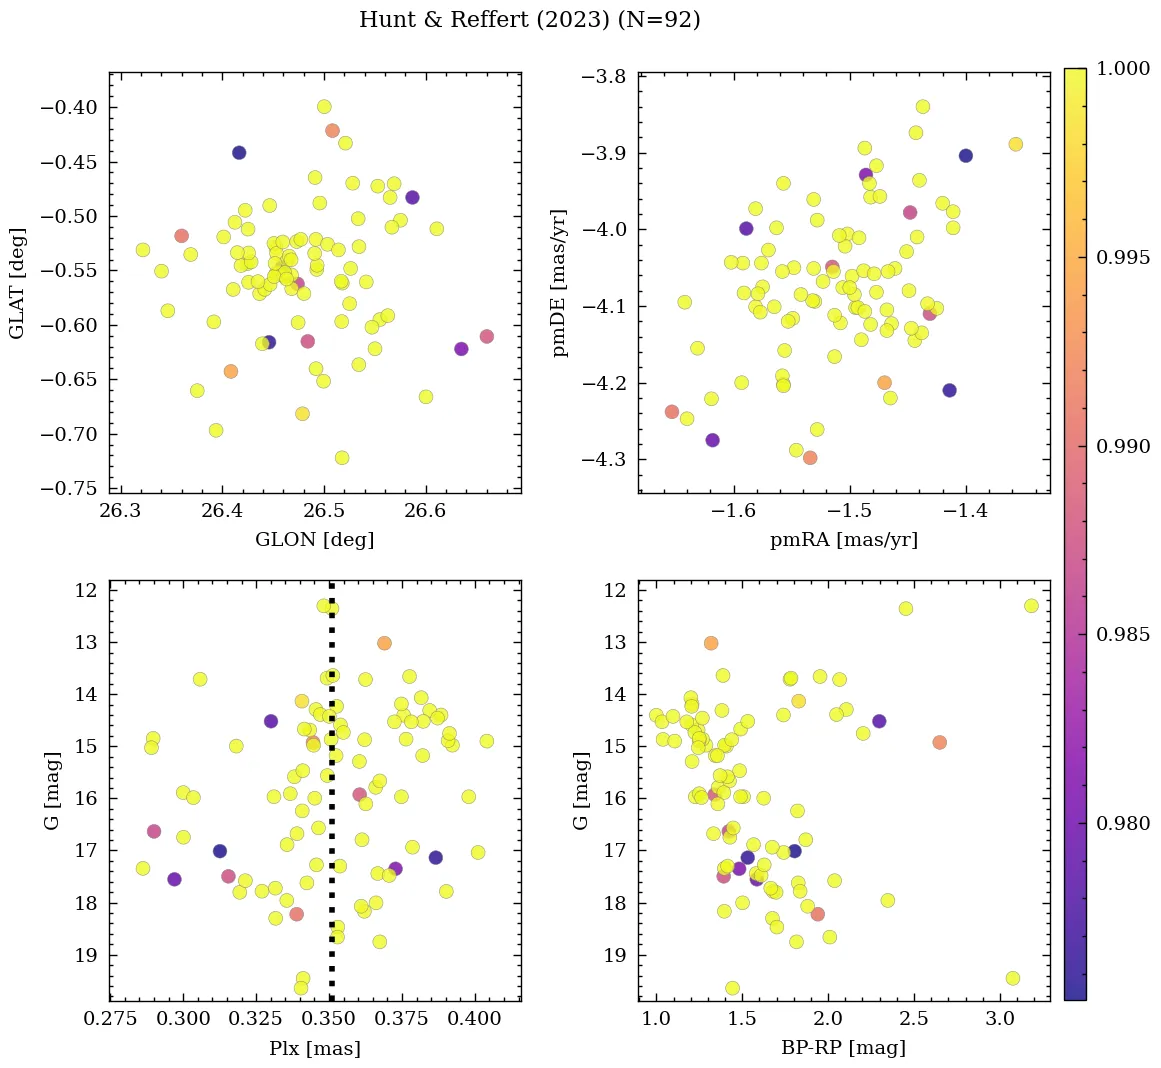 Hunt & Reffert (2023) (N=92)
−0.40
−0.45
−0.50
−0.55
−0.60
−0.65
−0.70
−0.75
GLAT [deg]
26.3 26.4 26.5 26.6
GLON [deg]
−3.8
−3.9
−4.0
−4.1
−4.2
−4.3
pmDE [mas/yr]
−1.6 −1.5 −1.4
pmRA [mas/yr]
12
13
14
15
16
17
18
19
G [mag]
0.275 0.300 0.325 0.350 0.375 0.400
Plx [mas]
12
13
14
15
16
17
18
19
G [mag]
1.0 1.5 2.0 2.5 3.0
BP-RP [mag]
1.000
0.995
0.990
0.985
0.980